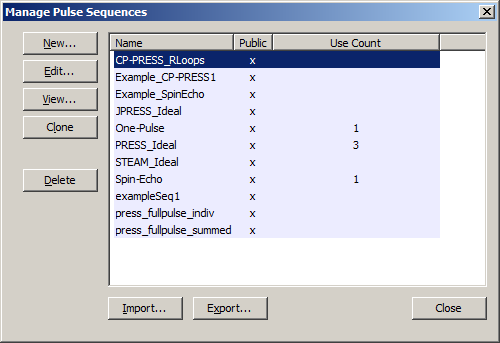 Manage Pulse Sequences
New...
Edit...
View...
Clone
Delete
Name Public Use Count
CP-PRESS_RLoops x
Example_CP-PRESS1 x
Example_SpinEcho x
JPRESS_Ideal x
One-Pulse x 1
PRESS_Ideal x 3
STEAM_Ideal x
Spin-Echo x 1
exampleSeq1 x
press_fullpulse_indiv x
press_fullpulse_summed x
Import... Export... Close